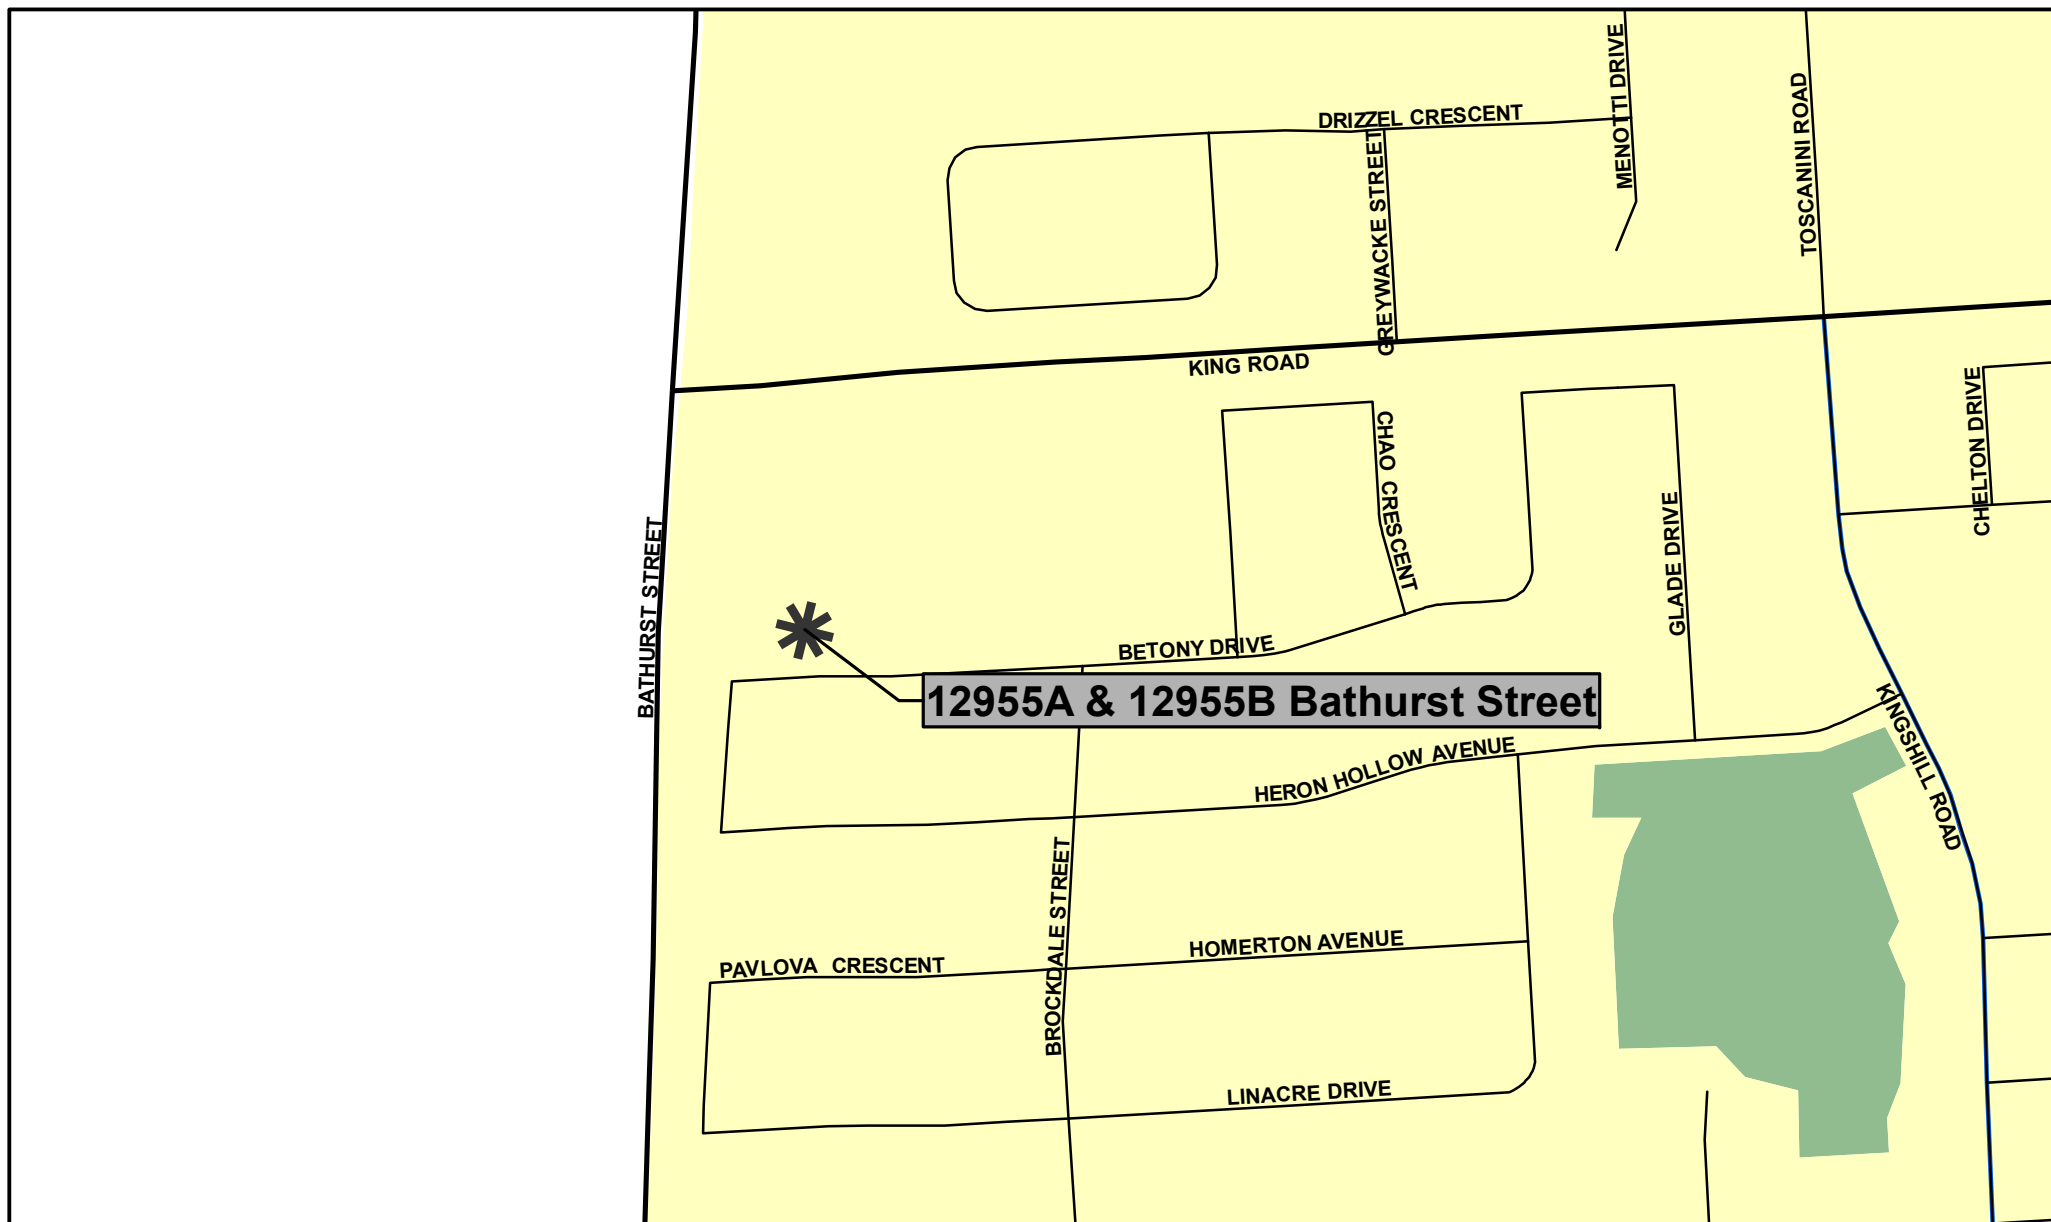 DRIZZEL CRESCENT
MENOTTI DRIVE
TOSCANINI ROAD
GREYWACKE STREET
KING ROAD
CHAO CRESCENT
CHELTON DRIVE
GLADE DRIVE
BATHURST STREET
BETONY DRIVE
12955A & 12955B Bathurst Street
KINGSHILL ROAD
HERON HOLLOW AVENUE
BROCKDALE STREET
HOMERTON AVENUE
PAVLOVA CRESCENT
LINACRE DRIVE